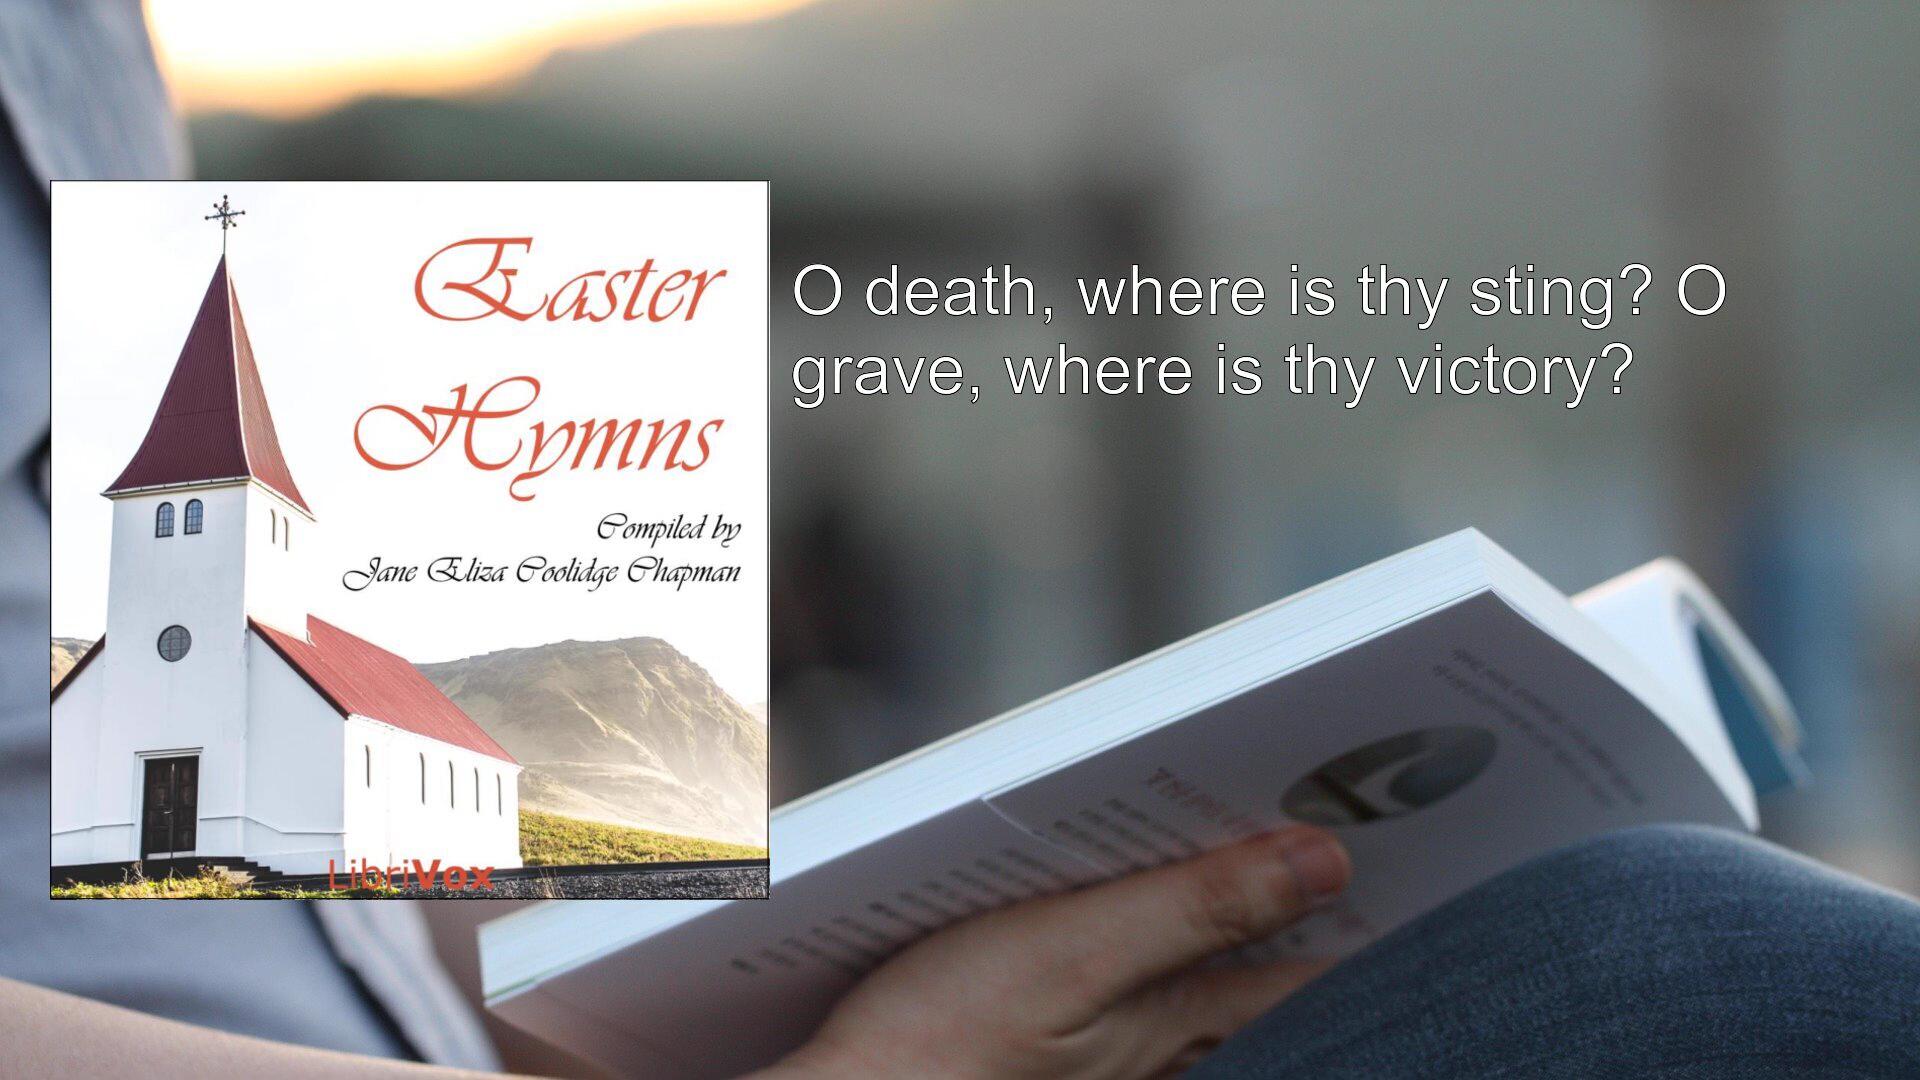 Easter
Hymns
Compiled by
Jane Eliza Coolidge Chapman
LibriVox
O death, where is thy sting? O
grave, where is thy victory?